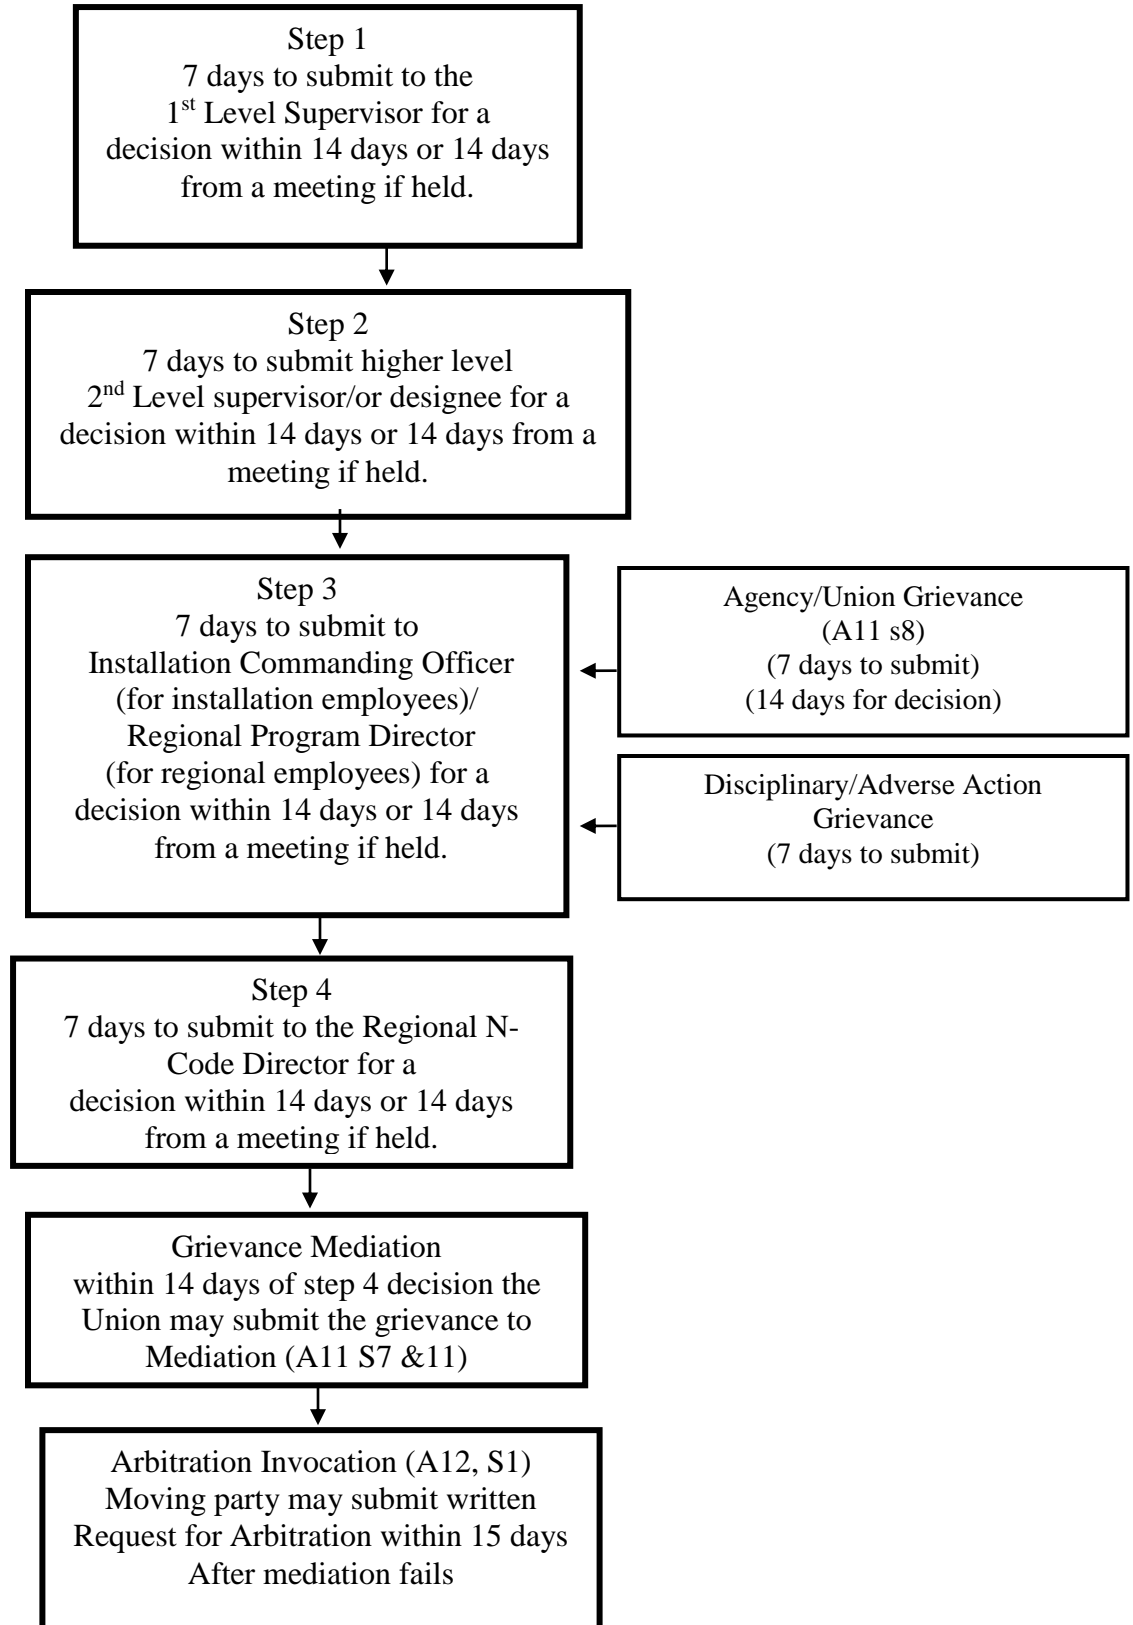 Step 1
7 days to submit to the
1st Level Supervisor for a
decision within 14 days or 14 days
from a meeting if held.
Step 2
7 days to submit higher level
2nd Level supervisor/or designee for a
decision within 14 days or 14 days from a
meeting if held.
Step 3
7 days to submit to
Installation Commanding Officer
(for installation employees)/
Regional Program Director
(for regional employees) for a
decision within 14 days or 14 days
from a meeting if held.
Agency/Union Grievance
(A11 s8)
(7 days to submit)
(14 days for decision)
Disciplinary/Adverse Action
Grievance
(7 days to submit)
Step 4
7 days to submit to the Regional N-
Code Director for a
decision within 14 days or 14 days
from a meeting if held.
Grievance Mediation
within 14 days of step 4 decision the
Union may submit the grievance to
Mediation (A11 S7 &11)
Arbitration Invocation (A12, S1)
Moving party may submit written
Request for Arbitration within 15 days
After mediation fails